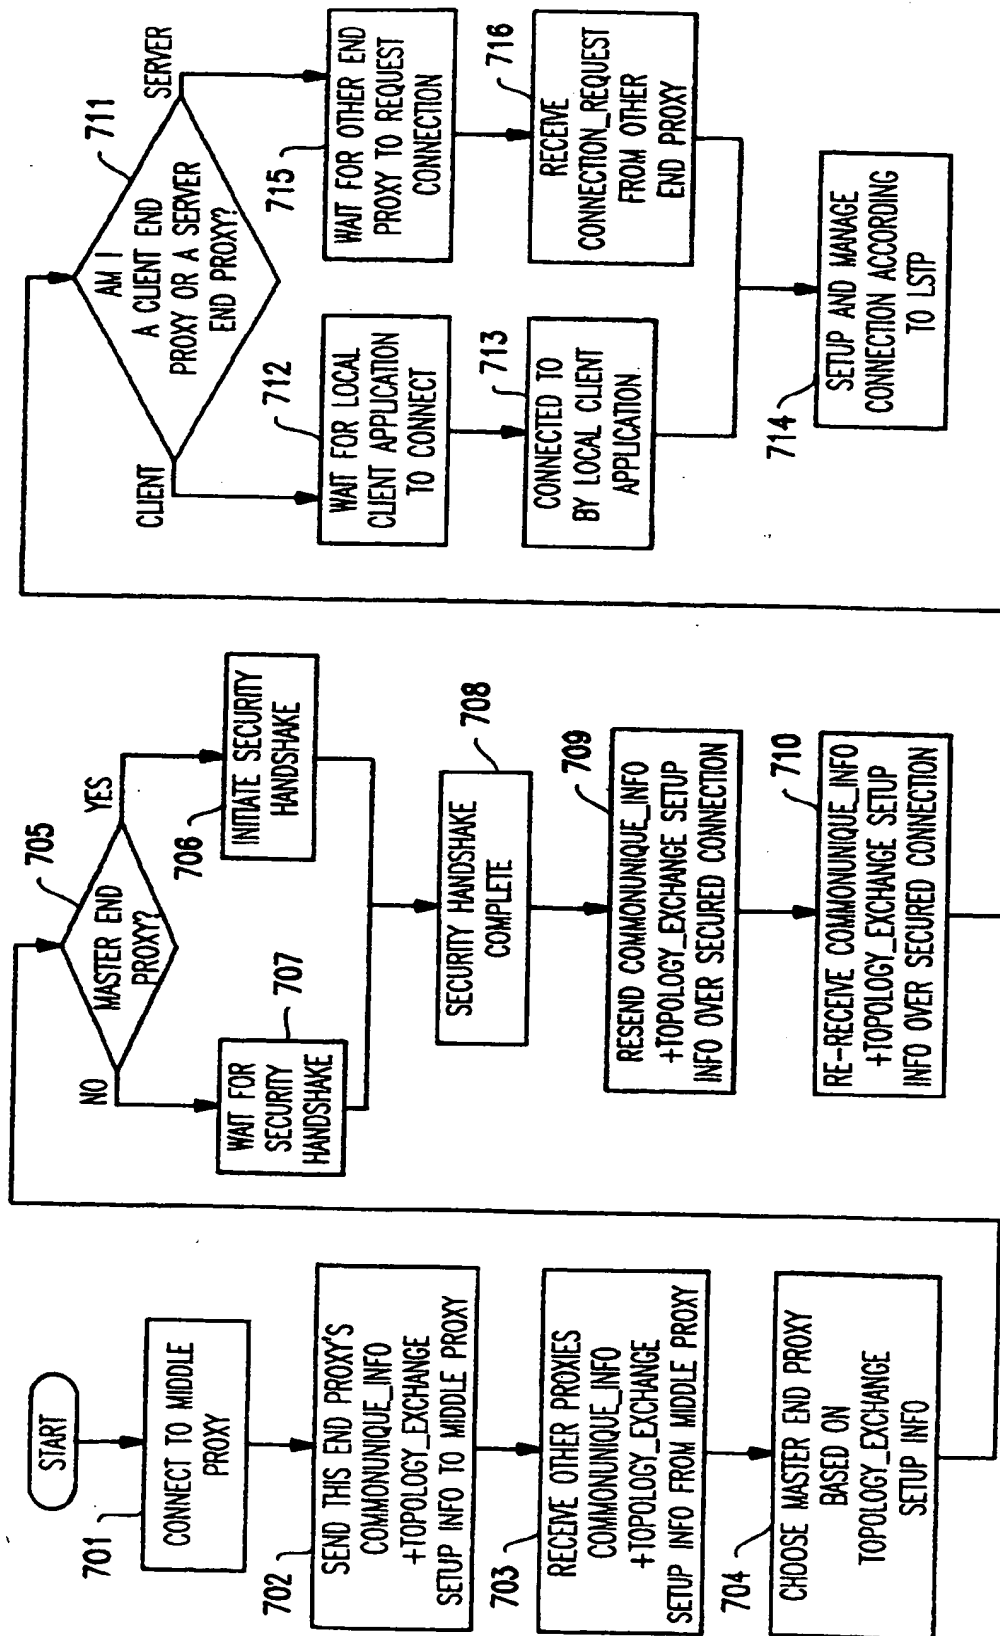 START
701
CONNECT TO MIDDLE
PROXY
702
SEND THIS END PROXY'S
COMMONUNIQUE_INFO
+TOPOLOGY_EXCHANGE
SETUP INFO TO MIDDLE PROXY
703
RECEIVE OTHER PROXIES
COMMONUNIQUE_INFO
+TOPOLOGY_EXCHANGE
SETUP INFO FROM MIDDLE PROXY
704
CHOOSE MASTER END PROXY
BASED ON
TOPOLOGY_EXCHANGE
SETUP INFO
705
MASTER END
PROXY?
NO
YES
707
WAIT FOR
SECURITY
HANDSHAKE
706
INITIATE SECURITY
HANDSHAKE
708
SECURITY HANDSHAKE
COMPLETE
709
RESEND COMMONUNIQUE_INFO
+TOPOLOGY_EXCHANGE SETUP
INFO OVER SECURED CONNECTION
710
RE-RECEIVE COMMONUNIQUE_INFO
+TOPOLOGY_EXCHANGE SETUP
INFO OVER SECURED CONNECTION
711
AM I
A CLIENT END
PROXY OR A SERVER
END PROXY?
CLIENT
SERVER
712
WAIT FOR LOCAL
CLIENT APPLICATION
TO CONNECT
713
CONNECTED TO
BY LOCAL CLIENT
APPLICATION
715
WAIT FOR OTHER END
PROXY TO REQUEST
CONNECTION
716
RECEIVE
CONNECTION_REQUEST
FROM OTHER
END PROXY
714
SETUP AND MANAGE
CONNECTION ACCORDING
TO LSTP